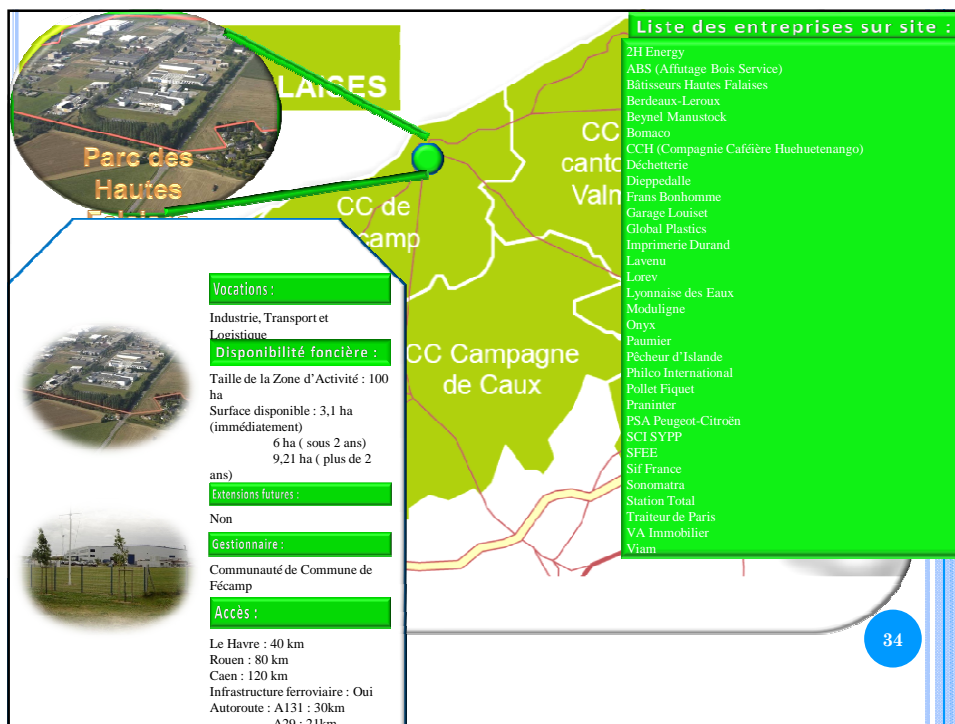 LAISES
Parc des
Hautes
CC de
camp
CC
Valm
CC Campagne
de Caux
Vocations :
Industrie, Transport et
Logistique
Disponibilité foncière :
Taille de la Zone d'Activité : 100
ha
Surface disponible : 3,1 ha
(immédiatement)
6 ha ( sous 2 ans)
9,21 ha ( plus de 2
ans)
Extensions futures :
Non
Gestionnaire :
Communauté de Commune de
Fécamp
Accès :
Le Havre : 40 km
Rouen : 80 km
Caen : 120 km
Infrastructure ferroviaire : Oui
Autoroute : A131 : 30km
A29 : 21km
Liste des entreprises sur site :
2H Energy
ABS (Affutage Bois Service)
Bâtisseurs Hautes Falaises
Berdeaux-Leroux
Beynel Manustock
Bomaco
CCH (Compagnie Caféière Huehuetenango)
Déchetterie
Dieppedalle
Frans Bonhomme
Garage Louiset
Global Plastics
Imprimerie Durand
Lavenu
Lorev
Lyonnaise des Eaux
Moduligne
Onyx
Paumier
Pêcheur d'Islande
Philco International
Pollet Fiquet
Praninter
PSA Peugeot-Citroën
SCI SYPP
SFEE
Sif France
Sonomatra
Station Total
Traiteur de Paris
VA Immobilier
Viam
34